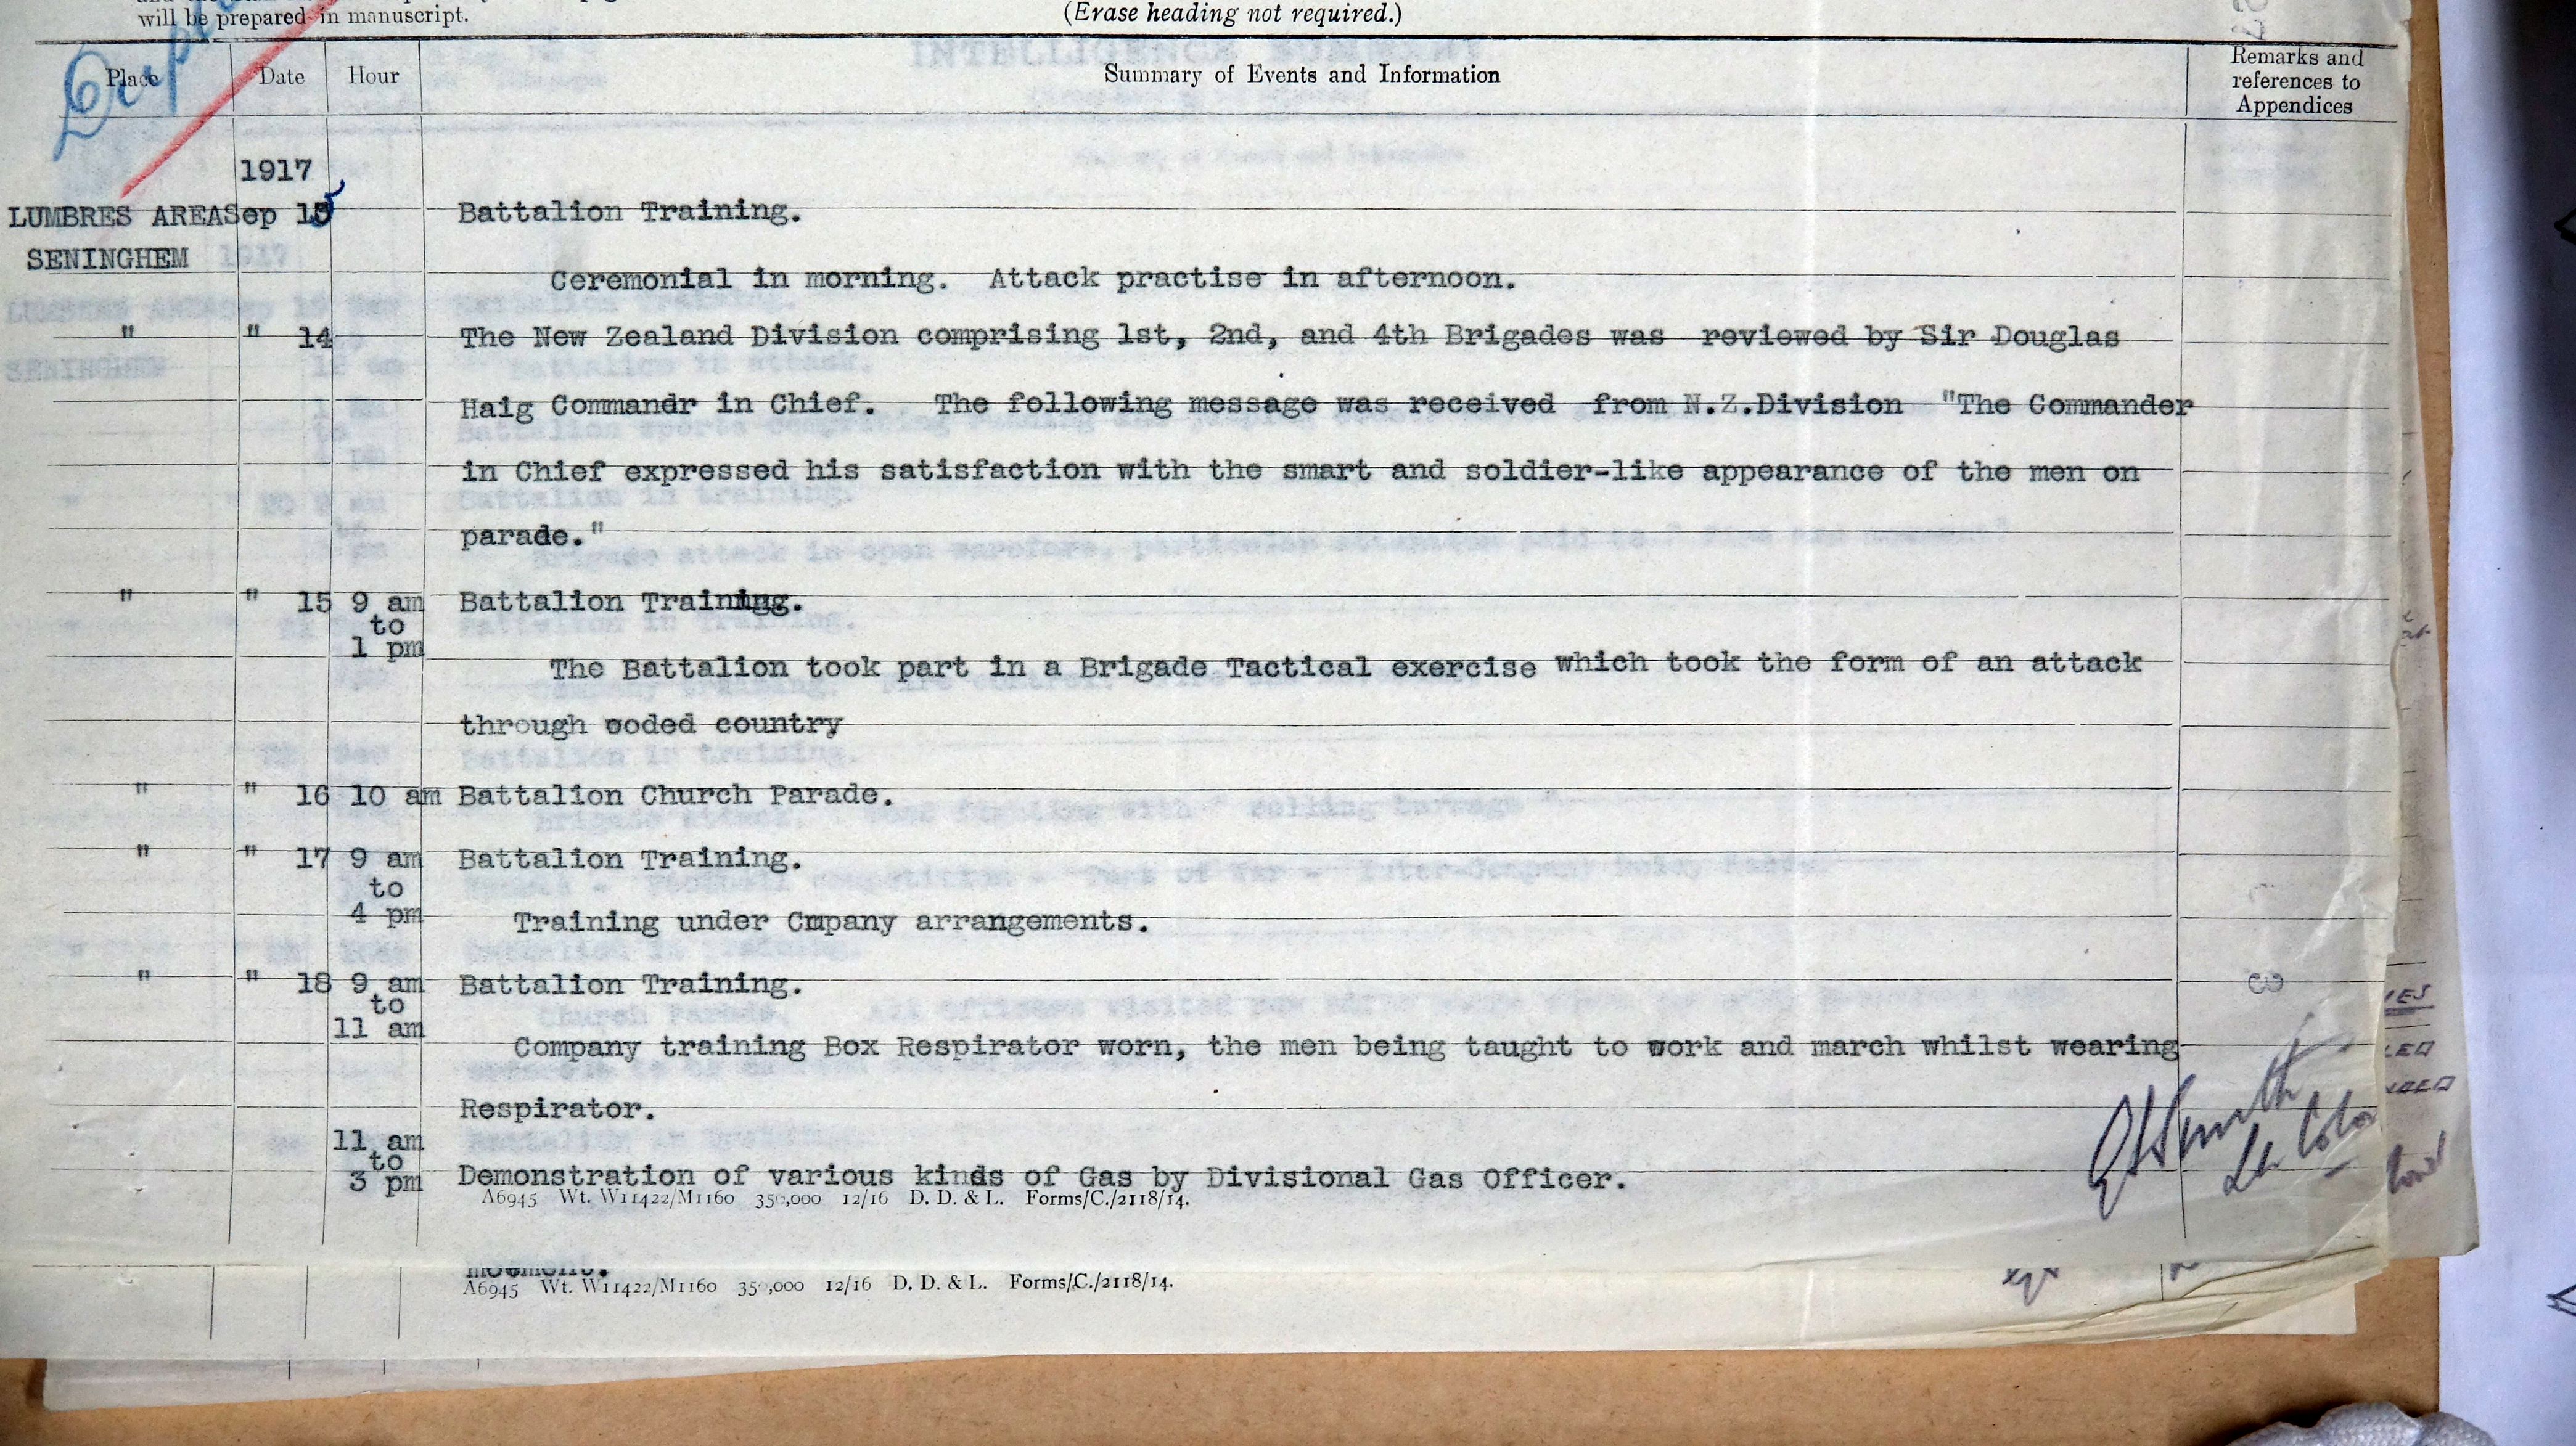 will be prepared in manuscript.
(Erase heading not required.)
Place Date Hour Summary of Events and Information Remarks and references to Appendices
1917
LUMBRES AREA Sep 13 Battalion Training.
SENINGHEM
Ceremonial in morning. Attack practise in afternoon.
" " 14 The New Zealand Division comprising 1st, 2nd, and 4th Brigades was reviewed by Sir Douglas
Haig Commandr in Chief. The following message was received from N.Z.Division "The Commander
in Chief expressed his satisfaction with the smart and soldier-like appearance of the men on
parade."
" " 15 9 am to 1 pm Battalion Training.
The Battalion took part in a Brigade Tactical exercise which took the form of an attack
through woded country
" " 16 10 am Battalion Church Parade.
" " 17 9 am to 4 pm Battalion Training.
Training under Cmpany arrangements.
" " 18 9 am to 11 am Battalion Training.
Company training Box Respirator worn, the men being taught to work and march whilst wearing
Respirator.
11 am to 3 pm Demonstration of various kinds of Gas by Divisional Gas Officer.
A6945 Wt. W11422/M1160 350,000 12/16 D. D. & L. Forms/C./2118/14.
movement.
A6945 Wt. W11422/M1160 350,000 12/16 D. D. & L. Forms/C./2118/14.